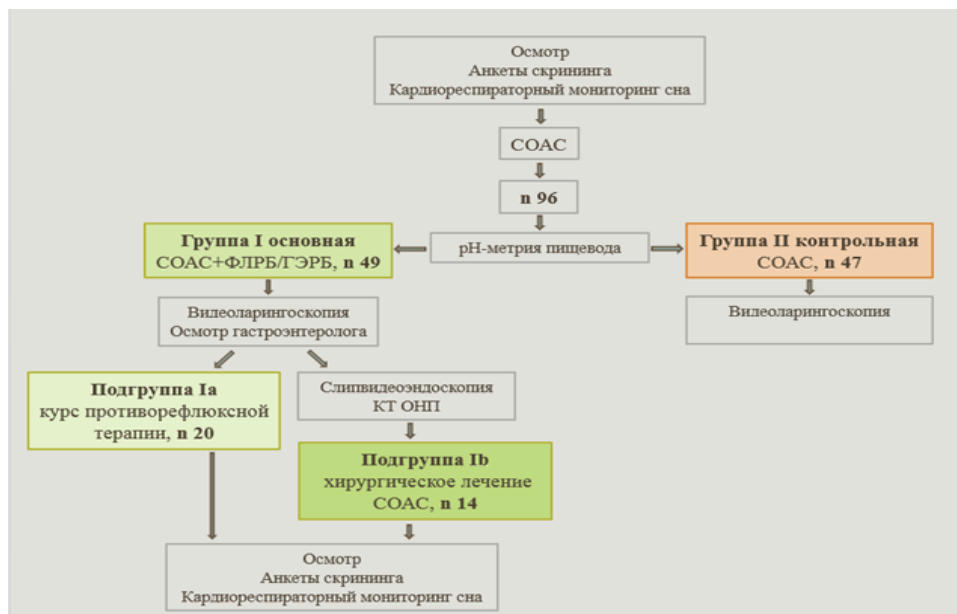 Осмотр
Анкеты скрининга
Кардиореспираторный мониторинг сна
СОАС
n 96
Группа I основная
СОАС+ФЛРБ/ГЭРБ, n 49
pH-метрия пищевода
Группа II контрольная
СОАС, n 47
Видеоларингоскопия
Осмотр гастроэнтеролога
Видеоларингоскопия
Подгруппа Ia
курс противорефлюксной
терапии, n 20
Слипвидеоэндоскопия
КТ ОНП
Подгруппа Ib
хирургическое лечение
СОАС, n 14
Осмотр
Анкеты скрининга
Кардиореспираторный мониторинг сна